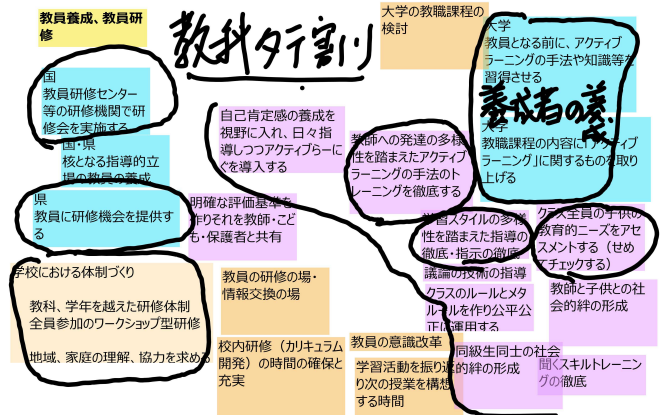 教員養成、教員研
修
教科タテ割り
大学の教職課程の
検討
大学
教員となる前に、アクティブ
ラーニングの手法や知識等を
習得させる
国
教員研修センター
等の研修機関で研
修会を実施する
養成者の養成
自己肯定感の養成を
視野に入れ、日々指
導しつつアクティブらーに
ぐを導入する
教師への発達の多様
性を踏まえたアクティブ
ラーニングの手法のト
レーニングを徹底する
大学
教職課程の内容に「アクティブ
ラーニング」に関するものを取り
上げる
国・県
核となる指導的立
場の教員の養成
県
教員に研修機会を提供す
る
明確な評価基準を
作りそれを教師・こど
も・保護者と共有
学習スタイルの多様
性を踏まえた指導の
徹底・指示の徹底
クラス全員の子供の
教育的ニーズをアセ
スメントする（せめ
てチェックする）
学校における体制づくり
教科、学年を越えた研修体制
全員参加のワークショップ型研修
地域、家庭の理解、協力を求める
教員の研修の場・
情報交換の場
議論の技術の指導
クラスのルールとメタ
ルールを作り公平公
正に運用する
教師と子供との社会
的絆の形成
校内研修（カリキュラム
開発）の時間の確保と
充実
教員の意識改革
学習活動を振り返
り次の授業を構想
する時間
同級生同士の社会
的絆の形成
聞くスキルトレーニン
グの徹底